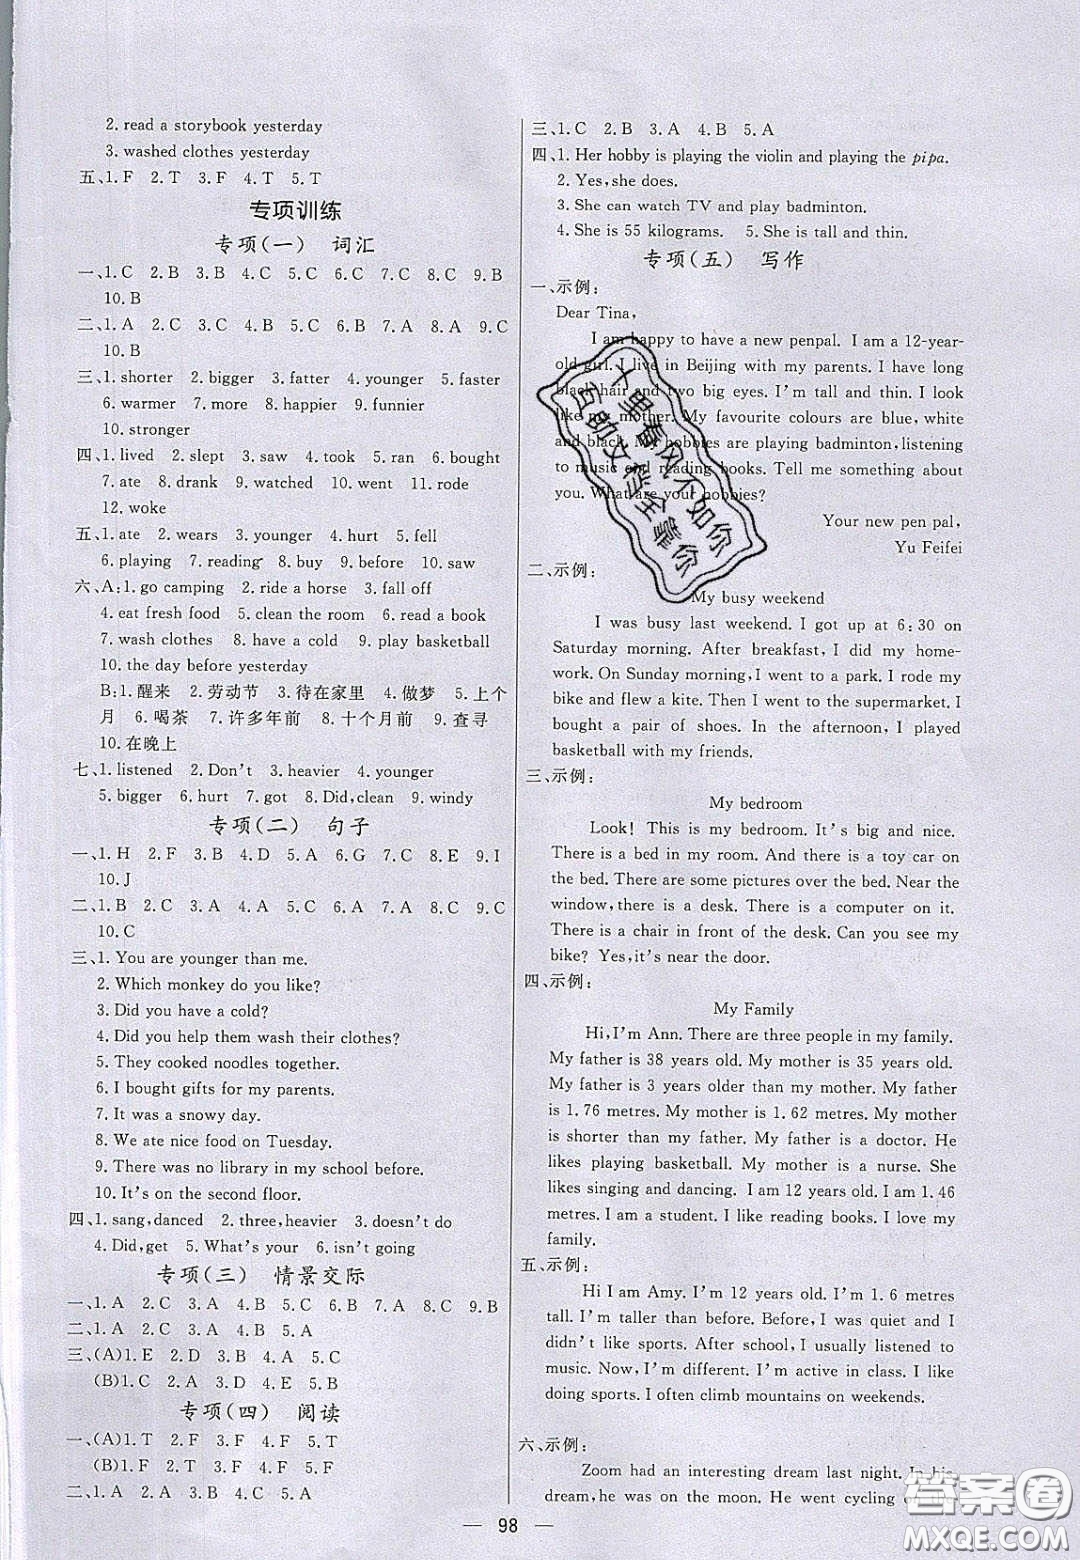 2. read a storybook yesterday
3. washed clothes yesterday
五、1. F 2. T 3. F 4. T 5. T
专项训练
专项(一) 词汇
一、1. C 2. B 3. B 4. C 5. C 6. C 7. C 8. C 9. B
10. B
二、1. A 2. C 3. C 4. B 5. C 6. B 7. A 8. A 9. C
10. B
三、1. shorter 2. bigger 3. fatter 4. younger 5. faster
6. warmer 7. more 8. happier 9. funnier
10. stronger
四、1. lived 2. slept 3. saw 4. took 5. ran 6. bought
7. ate 8. drank 9. watched 10. went 11. rode
12. woke
五、1. ate 2. wears 3. younger 4. hurt 5. fell
6. playing 7. reading 8. buy 9. before 10. saw
六、A:1. go camping 2. ride a horse 3. fall off
4. eat fresh food 5. clean the room 6. read a book
7. wash clothes 8. have a cold 9. play basketball
10. the day before yesterday
B:1. 醒来 2. 劳动节 3. 待在家里 4. 做梦 5. 上个
月 6. 喝茶 7. 许多年前 8. 十个月前 9. 查寻
10. 在晚上
七、1. listened 2. Don't 3. heavier 4. younger
5. bigger 6. hurt 7. got 8. Did,clean 9. windy
专项(二) 句子
一、1. H 2. F 3. B 4. D 5. A 6. G 7. C 8. E 9. I
10. J
二、1. B 2. C 3. A 4. A 5. C 6. A 7. A 8. C 9. C
10. C
三、1. You are younger than me.
2. Which monkey do you like?
3. Did you have a cold?
4. Did you help them wash their clothes?
5. They cooked noodles together.
6. I bought gifts for my parents.
7. It was a snowy day.
8. We ate nice food on Tuesday.
9. There was no library in my school before.
10. It's on the second floor.
四、1. sang,danced 2. three,heavier 3. doesn't do
4. Did,get 5. What's your 6. isn't going
专项(三) 情景交际
一、1. A 2. C 3. A 4. B 5. C 6. B 7. C 8. C 9. B
二、1. A 2. C 3. A 4. B 5. C
三、(A)1. E 2. D 3. B 4. A 5. C
(B)1. C 2. A 3. D 4. E 5. B
专项(四) 阅读
一、(A)1. T 2. F 3. F 4. F 5. T
(B)1. F 2. T 3. F 4. F 5. F
二、1. A 2. B 3. B 4. A 5. C
三、1. C 2. B 3. A 4. B 5. A
四、1. Her hobby is playing the violin and playing the pipa.
2. Yes,she does.
3. She can watch TV and play badminton.
4. She is 55 kilograms. 5. She is tall and thin.
专项(五) 写作
一、示例:
Dear Tina,
I am happy to have a new penpal. I am a 12-year-
old girl. I live in Beijing with my parents. I have long
black hair and two big eyes. I'm tall and thin. I look
like my mother. My favourite colours are blue, white
and black. My hobbies are playing badminton, listening
to music and reading books. Tell me something about
you. What are your hobbies?
Your new pen pal,
Yu Feifei
二、示例:
My busy weekend
I was busy last weekend. I got up at 6:30 on
Saturday morning. After breakfast, I did my home-
work. On Sunday morning, I went to a park. I rode my
bike and flew a kite. Then I went to the supermarket. I
bought a pair of shoes. In the afternoon, I played
basketball with my friends.
三、示例:
My bedroom
Look! This is my bedroom. It's big and nice.
There is a bed in my room. And there is a toy car on
the bed. There are some pictures over the bed. Near the
window,there is a desk. There is a computer on it.
There is a chair in front of the desk. Can you see my
bike? Yes,it's near the door.
四、示例:
My Family
Hi,I'm Ann. There are three people in my family.
My father is 38 years old. My mother is 35 years old.
My father is 3 years older than my mother. My father
is 1.76 metres. My mother is 1.62 metres. My mother
is shorter than my father. My father is a doctor. He
likes playing basketball. My mother is a nurse. She
likes singing and dancing. I am 12 years old. I am 1.46
metres. I am a student. I like reading books. I love my
family.
五、示例:
Hi I am Amy. I'm 12 years old. I'm 1.6 metres
tall. I'm taller than before. Before,I was quiet and I
didn't like sports. After school, I usually listened to
music. Now, I'm different. I'm active in class. I like
doing sports. I often climb mountains on weekends.
六、示例:
Zoom had an interesting dream last night. In his
dream,he was on the moon. He went cycling
98
十里春风不如你
互助文档全靠你
答案圈
MXQE.COM